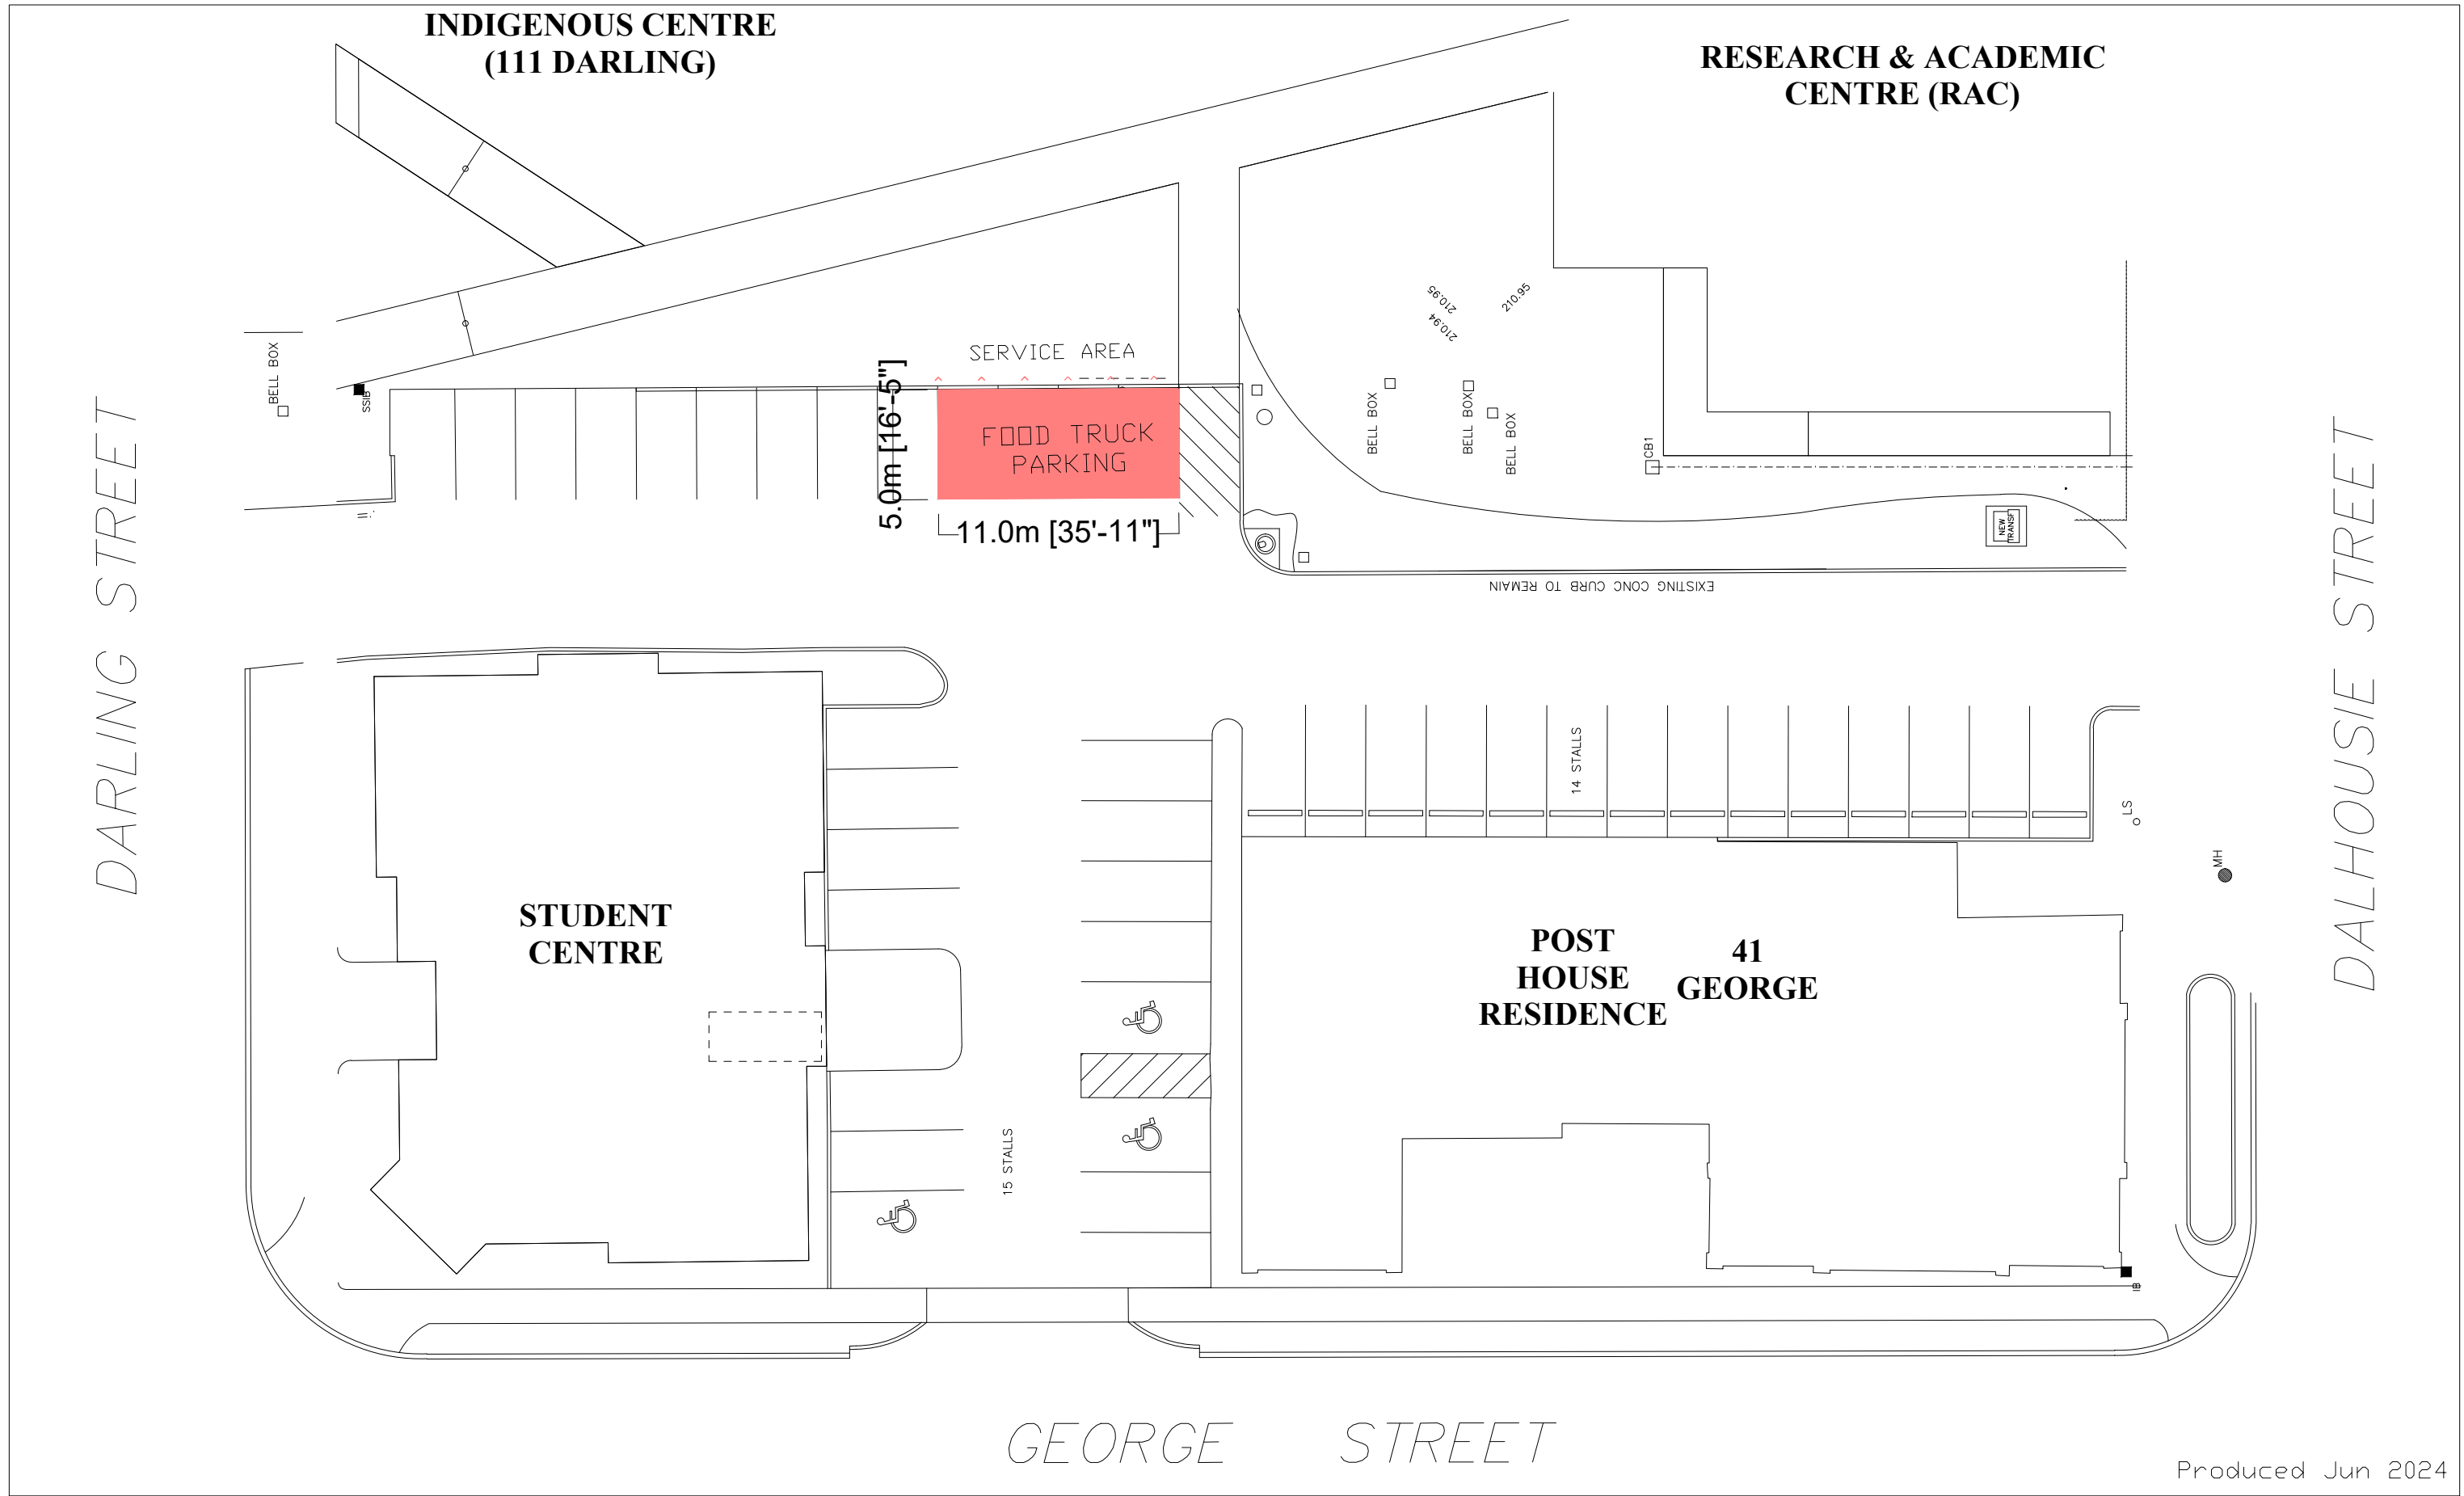 INDIGENOUS CENTRE
(111 DARLING)
RESEARCH & ACADEMIC
CENTRE (RAC)
BELL BOX
SSIB
SERVICE AREA
5.0m [16'-5"]
FOOD TRUCK
PARKING
11.0m [35'-11"]
210.95
210.94
210.95
BELL BOX
BELL BOX
BELL BOX
CB1
NEW
TRANSF
EXISTING CONC CURB TO REMAIN
DARLING STREET
DALHOUSIE STREET
14 STALLS
LS
MH
STUDENT
CENTRE
POST
HOUSE
RESIDENCE
41
GEORGE
15 STALLS
IB
GEORGE STREET
Produced Jun 2024